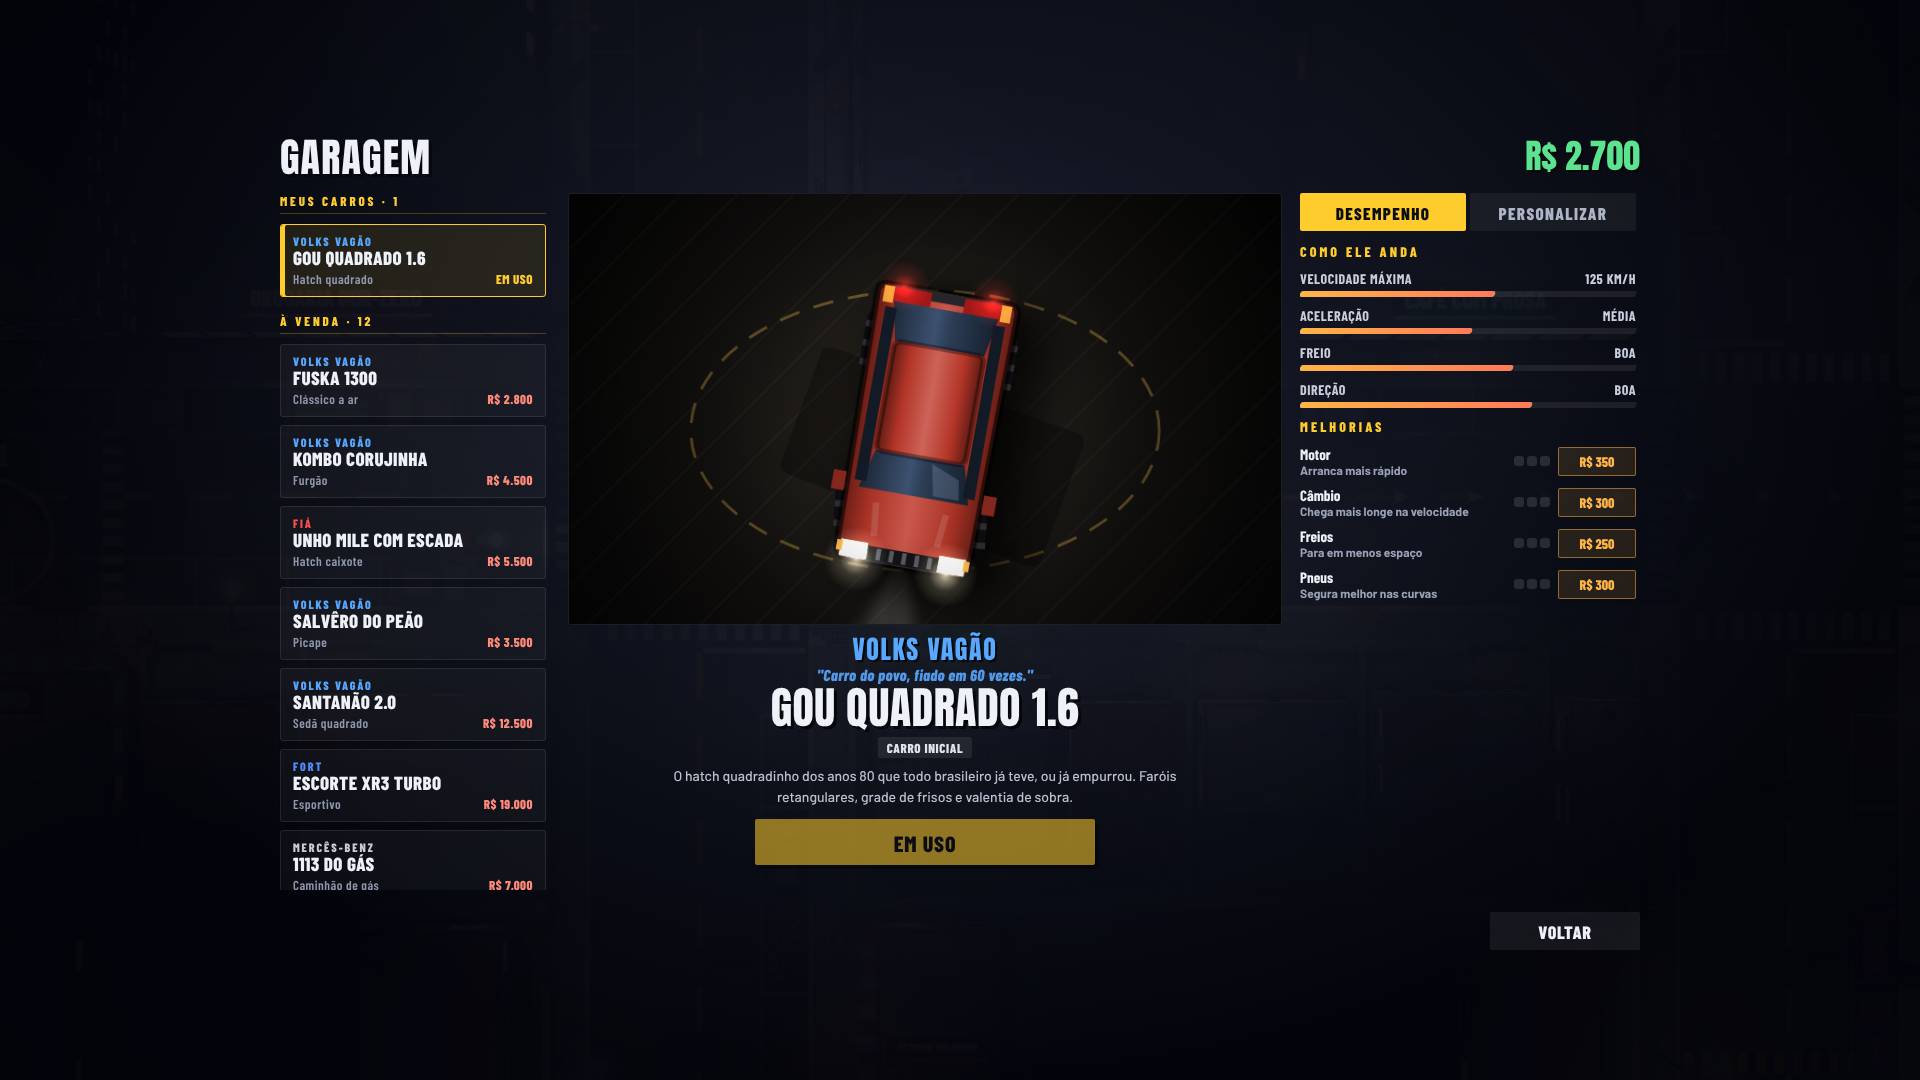 GARAGEM
R$ 2.700
MEUS CARROS · 1
VOLKS VAGÃO
GOU QUADRADO 1.6
Hatch quadrado
EM USO
À VENDA · 12
VOLKS VAGÃO
FUSKA 1300
Clássico a ar
R$ 2.800
VOLKS VAGÃO
KOMBO CORUJINHA
Furgão
R$ 4.500
FIÁ
UNHO MILE COM ESCADA
Hatch caixote
R$ 5.500
VOLKS VAGÃO
SALVÊRO DO PEÃO
Picape
R$ 3.500
VOLKS VAGÃO
SANTANÃO 2.0
Sedã quadrado
R$ 12.500
FORT
ESCORTE XR3 TURBO
Esportivo
R$ 19.000
MERCÊS-BENZ
1113 DO GÁS
Caminhão de gás
R$ 7.000
VOLKS VAGÃO
"Carro do povo, fiado em 60 vezes."
GOU QUADRADO 1.6
CARRO INICIAL
O hatch quadradinho dos anos 80 que todo brasileiro já teve, ou já empurrou. Faróis
retangulares, grade de frisos e valentia de sobra.
EM USO
DESEMPENHO
PERSONALIZAR
COMO ELE ANDA
VELOCIDADE MÁXIMA
125 KM/H
ACELERAÇÃO
MÉDIA
FREIO
BOA
DIREÇÃO
BOA
MELHORIAS
Motor
Arranca mais rápido
R$ 350
Câmbio
Chega mais longe na velocidade
R$ 300
Freios
Para em menos espaço
R$ 250
Pneus
Segura melhor nas curvas
R$ 300
VOLTAR